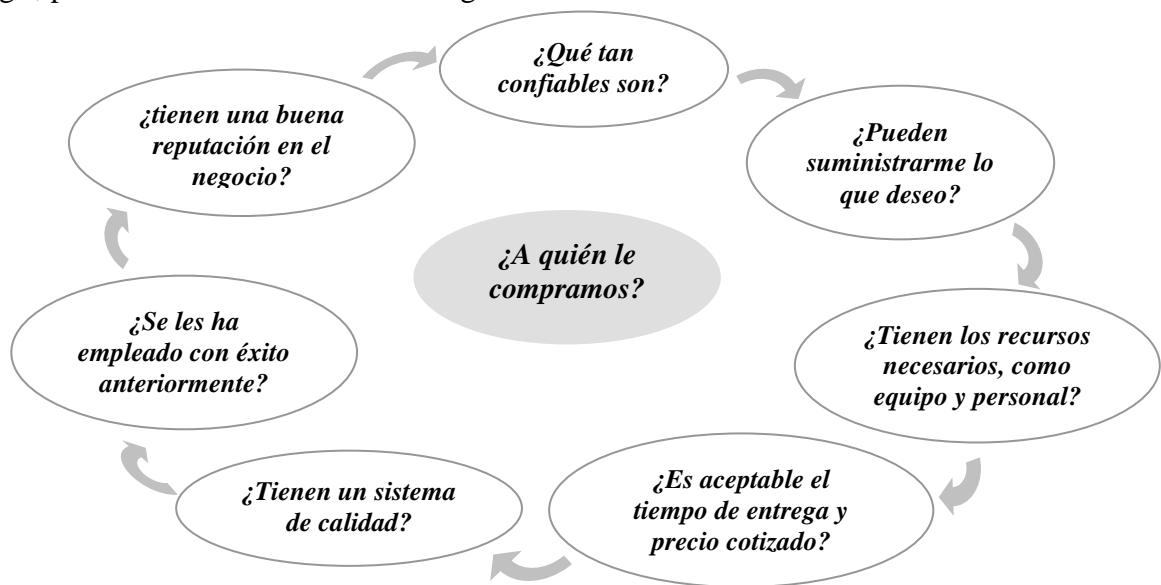 ¿Qué tan
confiables son?
¿Pueden
suministrarme lo
que deseo?
¿Tienen los recursos
necesarios, como
equipo y personal?
¿Es aceptable el
tiempo de entrega y
precio cotizado?
¿Tienen un sistema
de calidad?
¿Se les ha
empleado con éxito
anteriormente?
¿tienen una buena
reputación en el
negocio?
¿A quién le
compramos?